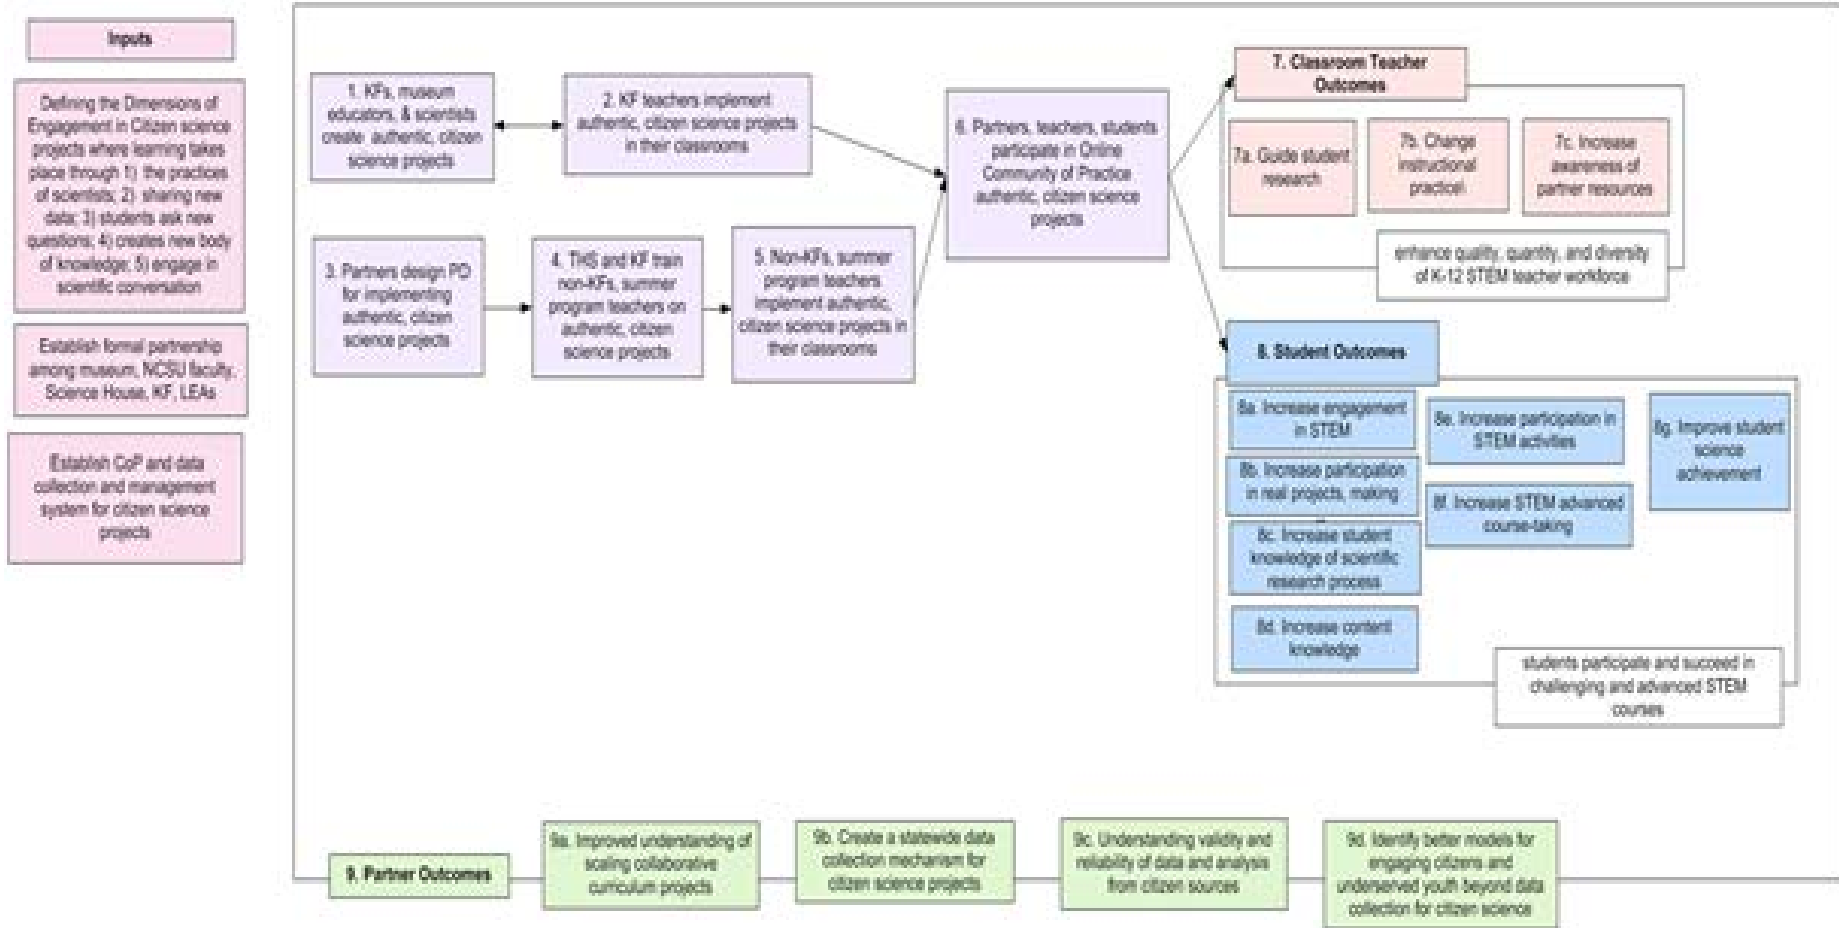 Inputs
Defining the Dimensions of
Engagement in Citizen science
projects where learning takes
place through 1) the practices
of scientists; 2) sharing new
data; 3) students ask new
questions; 4) creates new body
of knowledge; 5) engage in
scientific conversation
Establish formal partnership
among museum, NCSU faculty,
Science House, KF, LEAs
Establish CoP and data
collection and management
system for citizen science
projects
1. KFs, museum
educators, & scientists
create authentic, citizen
science projects
2. KF teachers implement
authentic, citizen science projects
in their classrooms
3. Partners design PD
for implementing
authentic, citizen
science projects
4. THS and KF train
non-KFs, summer
program teachers on
authentic, citizen
science projects
5. Non-KFs, summer
program teachers
implement authentic,
citizen science projects in
their classrooms
6. Partners, teachers, students
participate in Online
Community of Practice
authentic, citizen science
projects
7. Classroom Teacher
Outcomes
7a. Guide student
research
7b. Change
instructional
practice\
7c. Increase
awareness of
partner resources
enhance quality, quantity, and diversity
of K-12 STEM teacher workforce
8. Student Outcomes
8a. Increase engagement
in STEM
8b. Increase participation
in real projects, making
8c. Increase student
knowledge of scientific
research process
8d. Increase content
knowledge
8e. Increase participation in
STEM activities
8f. Increase STEM advanced
course-taking
8g. Improve student
science
achievement
students participate and succeed in
challenging and advanced STEM
courses
9. Partner Outcomes
9a. Improved understanding of
scaling collaborative
curriculum projects
9b. Create a statewide data
collection mechanism for
citizen science projects
9c. Understanding validity and
reliability of data and analysis
from citizen sources
9d. Identify better models for
engaging citizens and
underserved youth beyond data
collection for citizen science